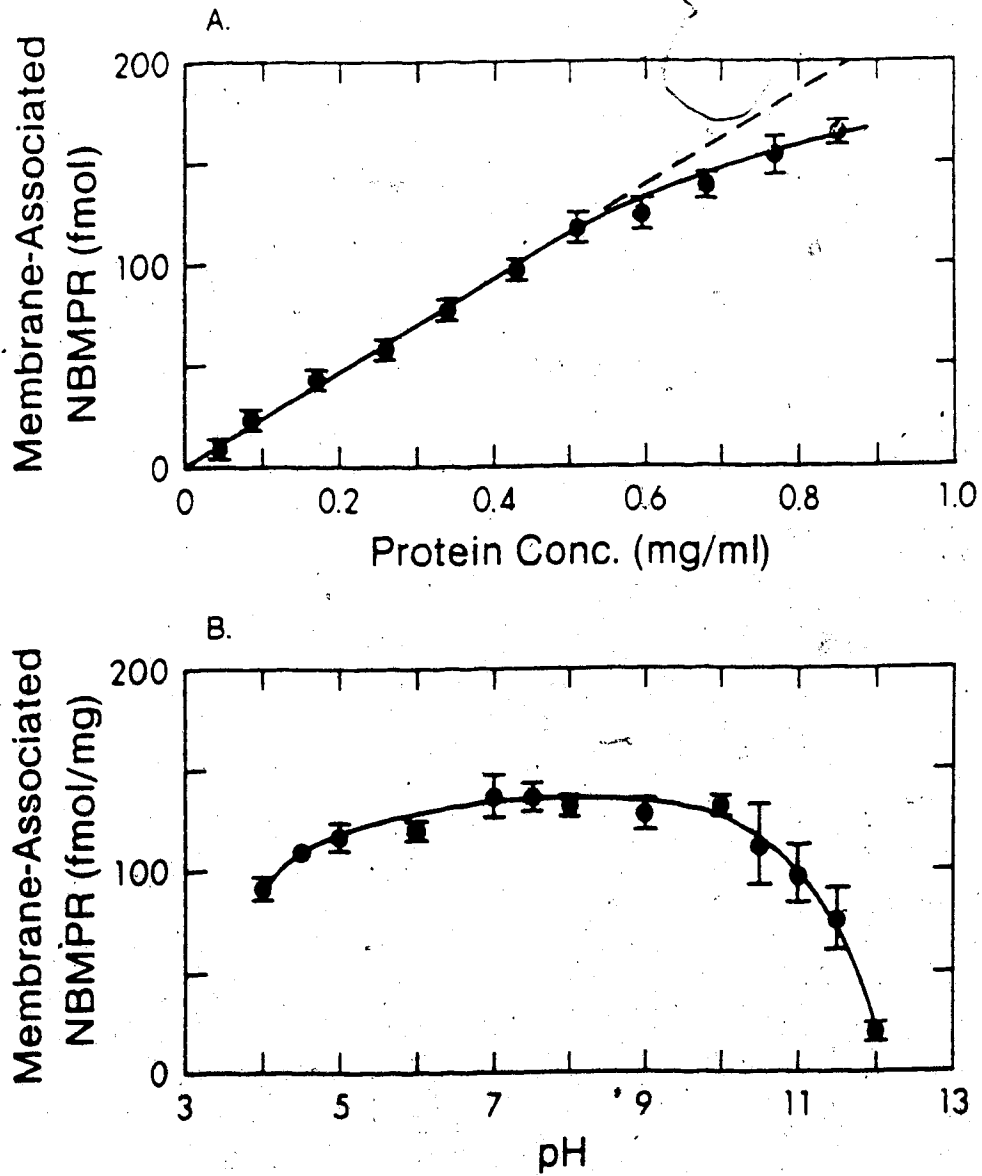 A.
Membrane-Associated
NBMPR (fmol)
200
100
0
0 0.2 0.4 0.6 0.8 1.0
Protein Conc. (mg/ml)
B.
Membrane-Associated
NBMPR (fmol/mg)
200
100
0
3 5 7 9 11 13
pH